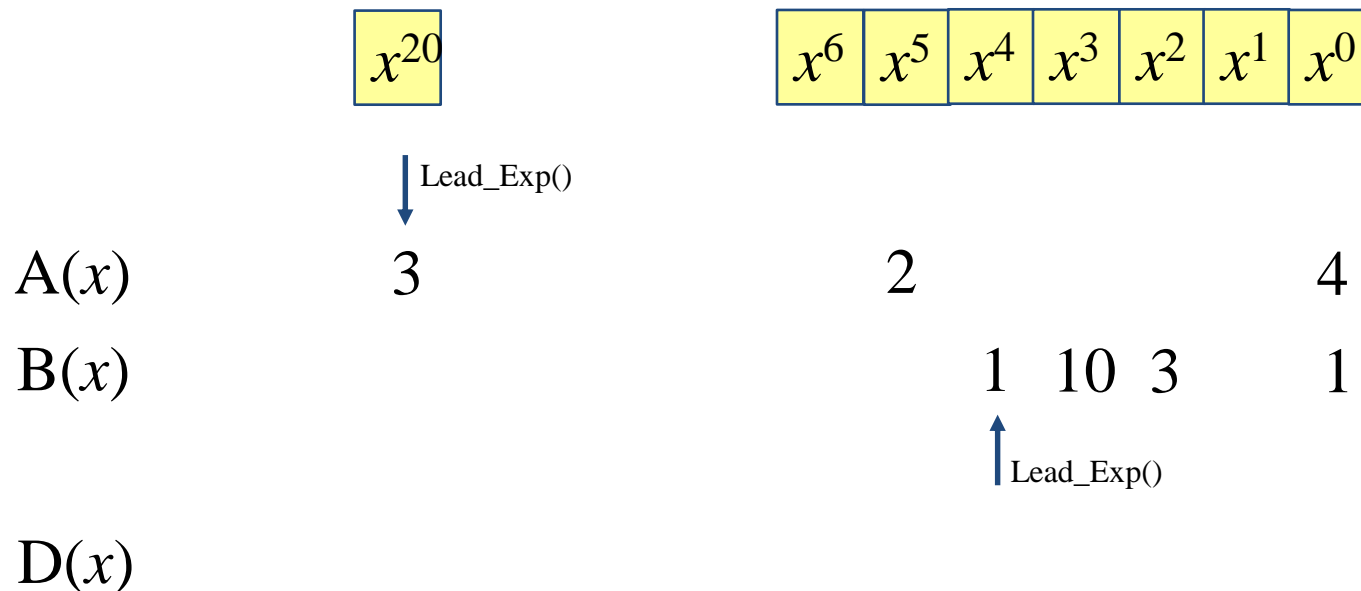 x²⁰ x⁶ x⁵ x⁴ x³ x² x¹ x⁰
Lead_Exp()
A(x) 3 2 4
B(x) 1 10 3 1
Lead_Exp()
D(x)